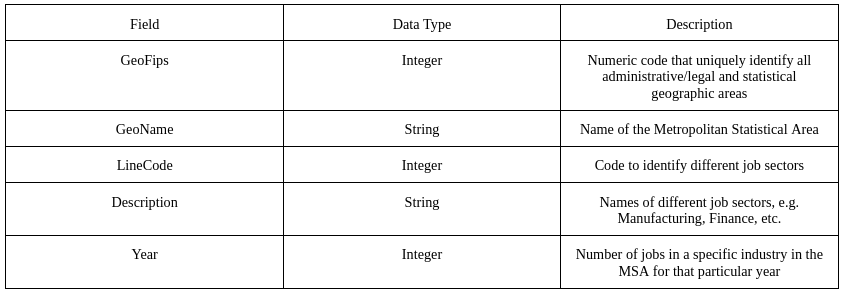 Field Data Type Description
GeoFips Integer Numeric code that uniquely identify all
administrative/legal and statistical
geographic areas
GeoName String Name of the Metropolitan Statistical Area
LineCode Integer Code to identify different job sectors
Description String Names of different job sectors, e.g.
Manufacturing, Finance, etc.
Year Integer Number of jobs in a specific industry in the
MSA for that particular year